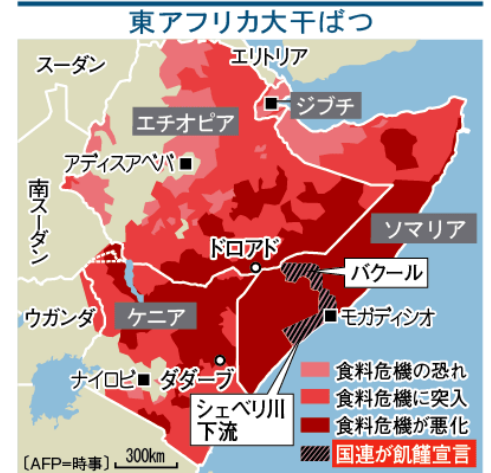 東アフリカ大干ばつ
スーダン
エリトリア
ジブチ
エチオピア
アディスアベバ
南スーダン
ソマリア
ドロアド
バクール
ウガンダ
ケニア
モガディシオ
ナイロビ
ダダーブ
シェベリ川
下流
食料危機の恐れ
食料危機に突入
食料危機が悪化
国連が飢饉宣言
〔AFP=時事〕
300km